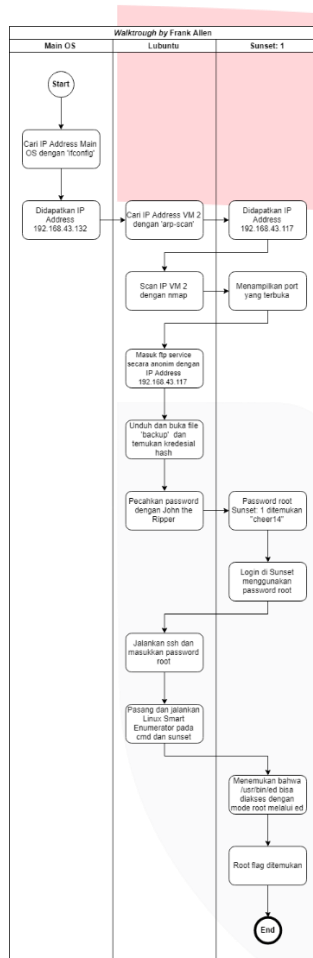 Walktrough by Frank Allen
Main OS
Lubuntu
Sunset: 1
Start
Cari IP Address Main
OS dengan 'ifconfig'
Didapatkan IP
Address
192.168.43.132
Cari IP Address VM 2
dengan 'arp-scan'
Didapatkan IP
Address
192.168.43.117
Scan IP VM 2
dengan nmap
Menampilkan port
yang terbuka
Masuk ftp service
secara anonim dengan
IP Address
192.168.43.117
Unduh dan buka file
'backup' dan
temukan kredesial
hash
Pecahkan password
dengan John the
Ripper
Password root
Sunset: 1 ditemukan
"cheer14"
Login di Sunset
menggunakan
password root
Jalankan ssh dan
masukkan password
root
Pasang dan jalankan
Linux Smart
Enumerator pada
cmd dan sunset
Menemukan bahwa
/usr/bin/ed bisa
diakses dengan
mode root melalui ed
Root flag ditemukan
End